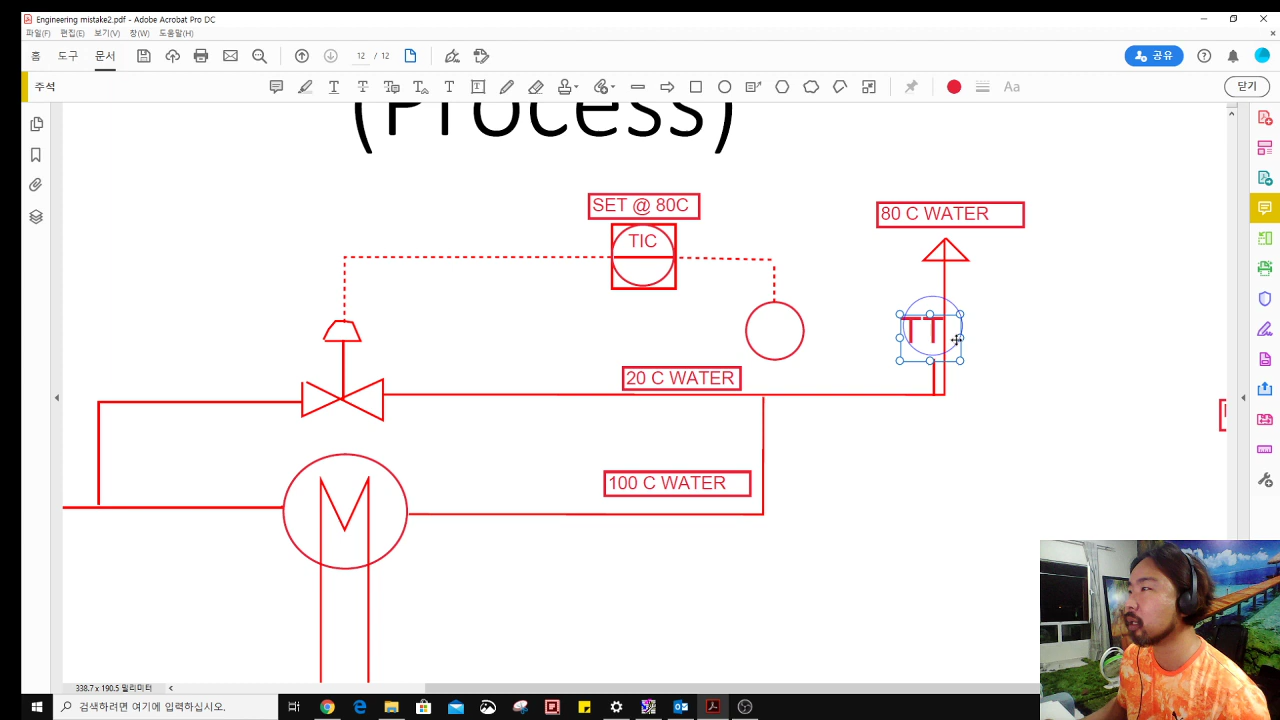 Engineering mistake2.pdf - Adobe Acrobat Pro DC
파일(F) 편집(E) 보기(V) 창(W) 도움말(H)
홈 도구 문서 12 / 12 공유
주석 Aa 닫기
(Process)
SET @ 80C
80 C WATER
TIC
TT
20 C WATER
100 C WATER
338.7 x 190.5 밀리미터
검색하려면 여기에 입력하십시오.